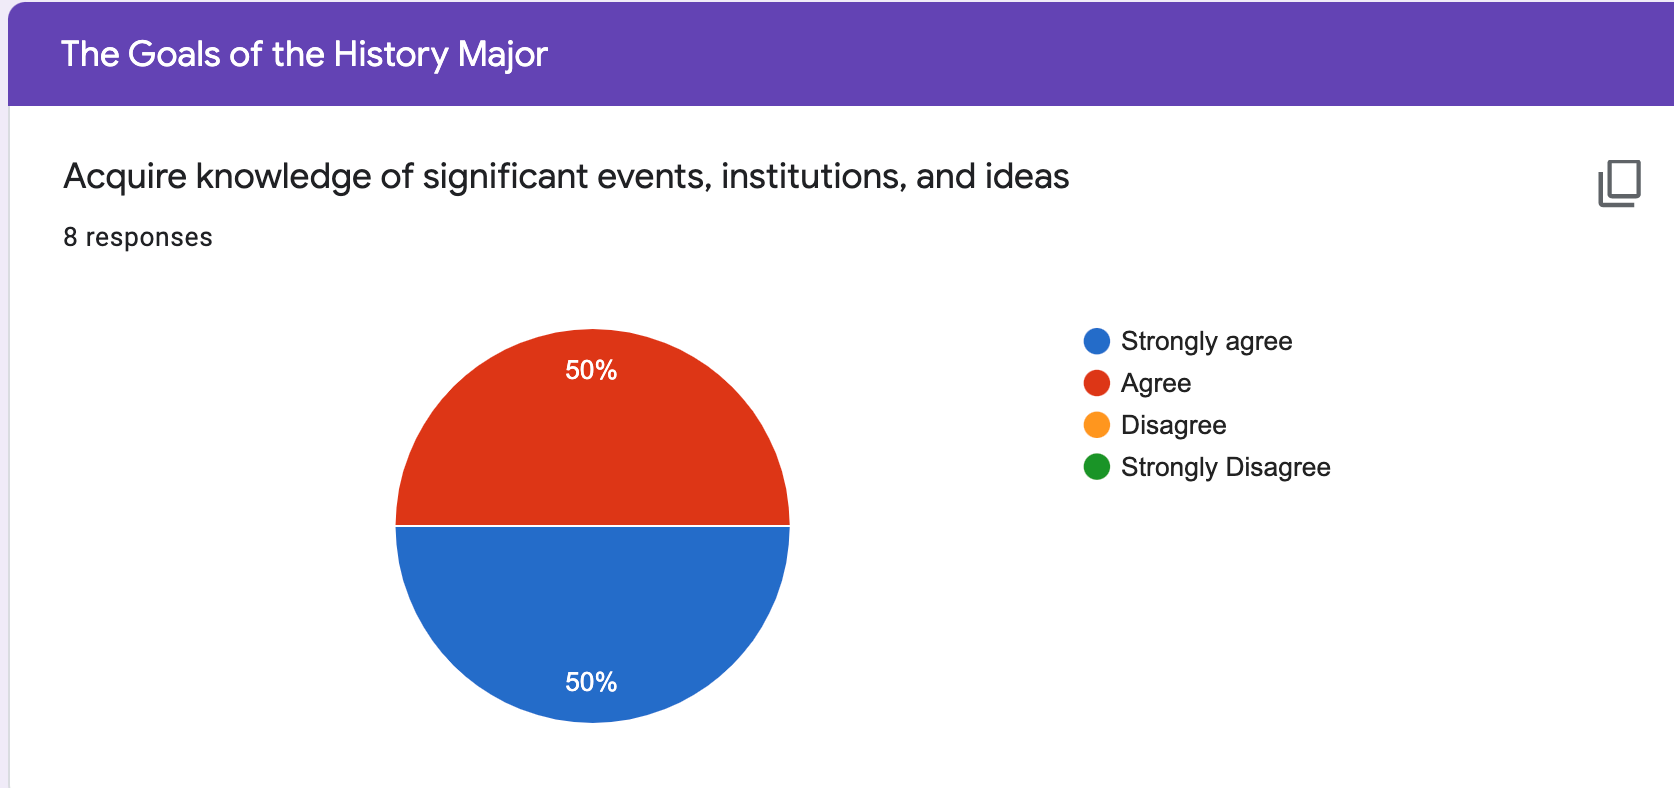 The Goals of the History Major
Acquire knowledge of significant events, institutions, and ideas
8 responses
50%
50%
Strongly agree
Agree
Disagree
Strongly Disagree